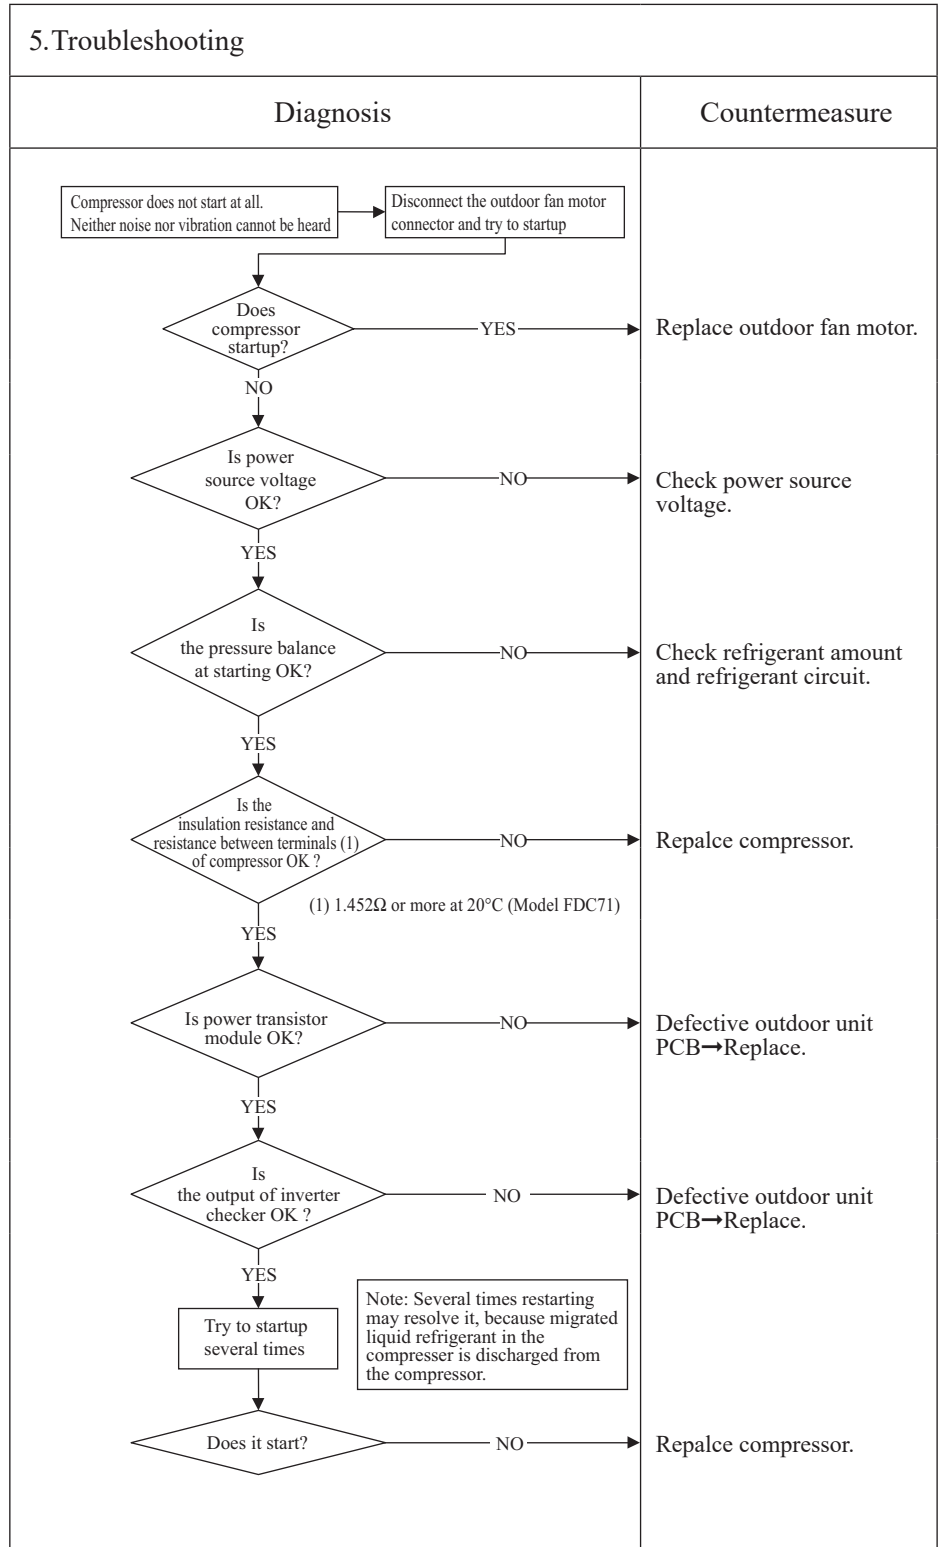 5.Troubleshooting
Diagnosis
Countermeasure
Compressor does not start at all.
Neither noise nor vibration cannot be heard
Disconnect the outdoor fan motor
connector and try to startup
Does
compressor
startup?
YES
Replace outdoor fan motor.
NO
Is power
source voltage
OK?
NO
Check power source
voltage.
YES
Is
the pressure balance
at starting OK?
NO
Check refrigerant amount
and refrigerant circuit.
YES
Is the
insulation resistance and
resistance between terminals (1)
of compressor OK ?
NO
Repalce compressor.
(1) 1.452Ω or more at 20°C (Model FDC71)
YES
Is power transistor
module OK?
NO
Defective outdoor unit
PCB→Replace.
YES
Is
the output of inverter
checker OK ?
NO
Defective outdoor unit
PCB→Replace.
YES
Try to startup
several times
Note: Several times restarting
may resolve it, because migrated
liquid refrigerant in the
compresser is discharged from
the compressor.
Does it start?
NO
Repalce compressor.